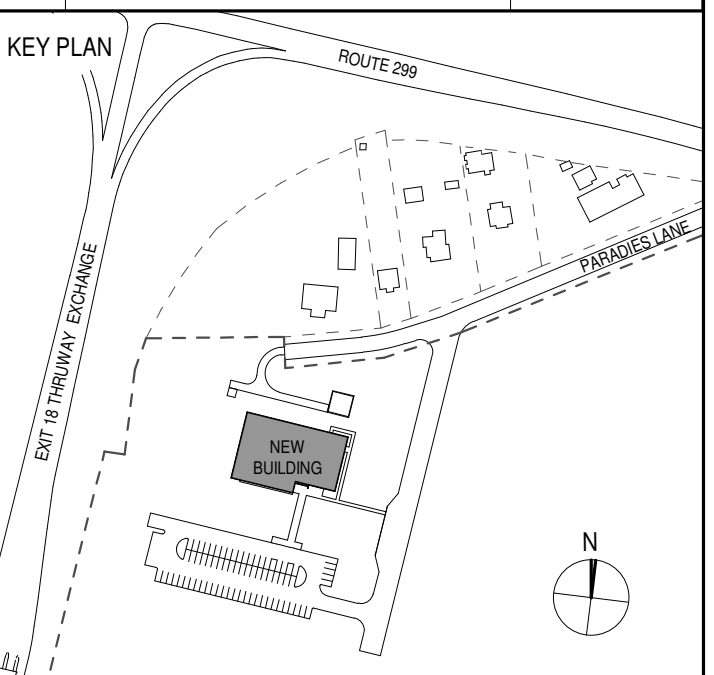 KEY PLAN
ROUTE 299
PARADIES LANE
EXIT 18 THRUWAY EXCHANGE
NEW
BUILDING
N